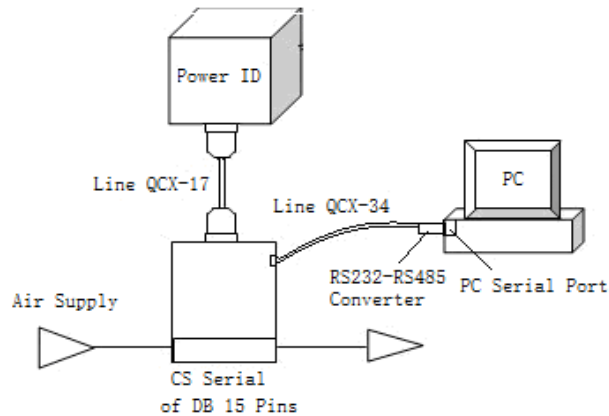 Power ID
Line QCX-17
Line QCX-34
PC
RS232-RS485
Converter
PC Serial Port
Air Supply
CS Serial
of DB 15 Pins